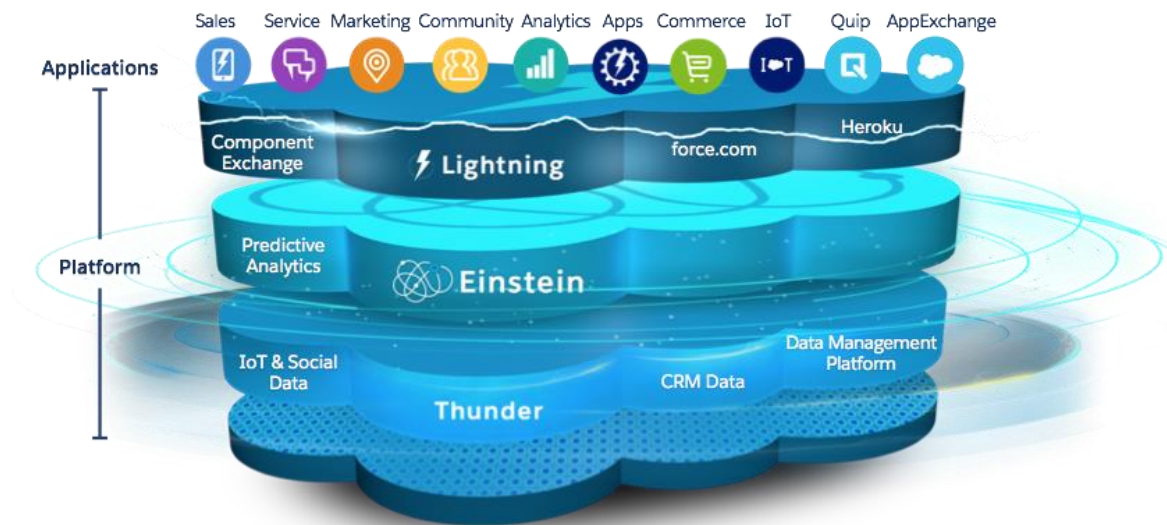 Sales Service Marketing Community Analytics Apps Commerce IoT Quip AppExchange
I T
Applications
Component
Exchange
Lightning
force.com
Heroku
Platform
Predictive
Analytics
Einstein
IoT & Social
Data
Thunder
CRM Data
Data Management
Platform